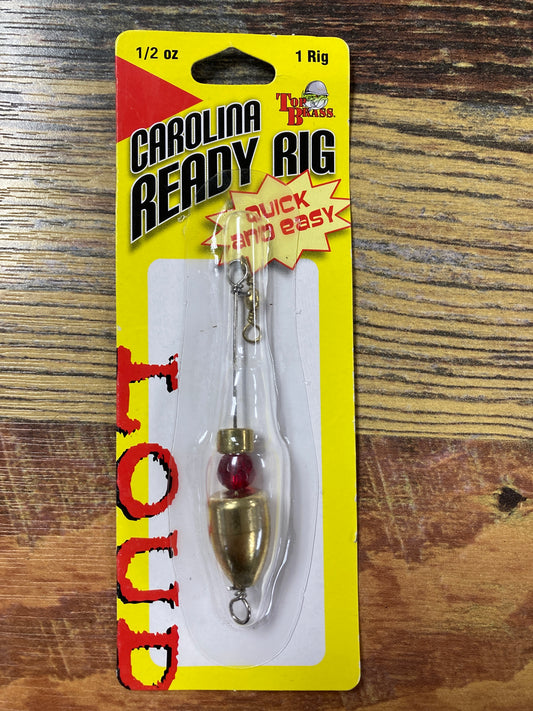 1/2 oz
1 Rig
TOP
BRASS
CAROLINA
READY RIG
QUICK
and easy
LOUD